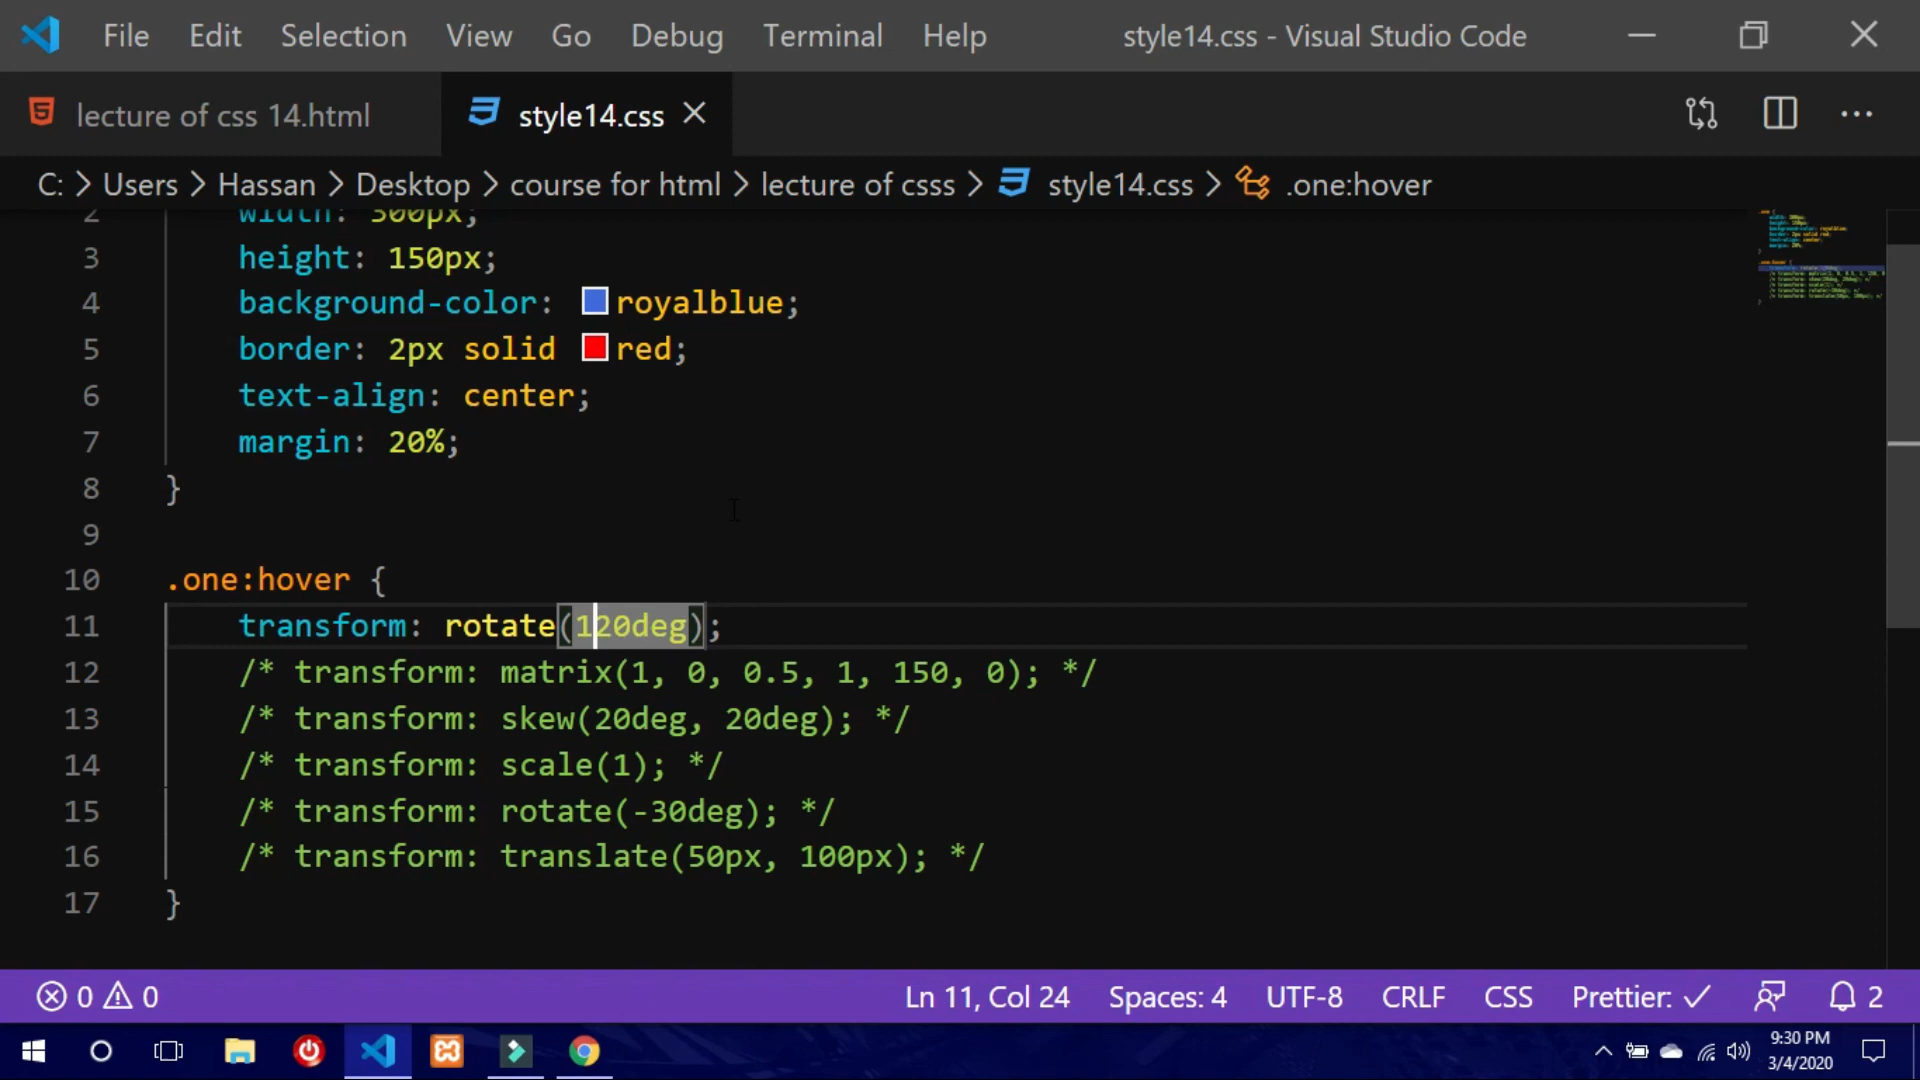 File Edit Selection View Go Debug Terminal Help style14.css - Visual Studio Code
lecture of css 14.html style14.css
C: > Users > Hassan > Desktop > course for html > lecture of csss > style14.css > .one:hover
2 width: 300px;
3 height: 150px;
4 background-color: royalblue;
5 border: 2px solid red;
6 text-align: center;
7 margin: 20%;
8 }
9
10 .one:hover {
11 transform: rotate(120deg);
12 /* transform: matrix(1, 0, 0.5, 1, 150, 0); */
13 /* transform: skew(20deg, 20deg); */
14 /* transform: scale(1); */
15 /* transform: rotate(-30deg); */
16 /* transform: translate(50px, 100px); */
17 }
0 0 Ln 11, Col 24 Spaces: 4 UTF-8 CRLF CSS Prettier: ✓ 2
9:30 PM
3/4/2020